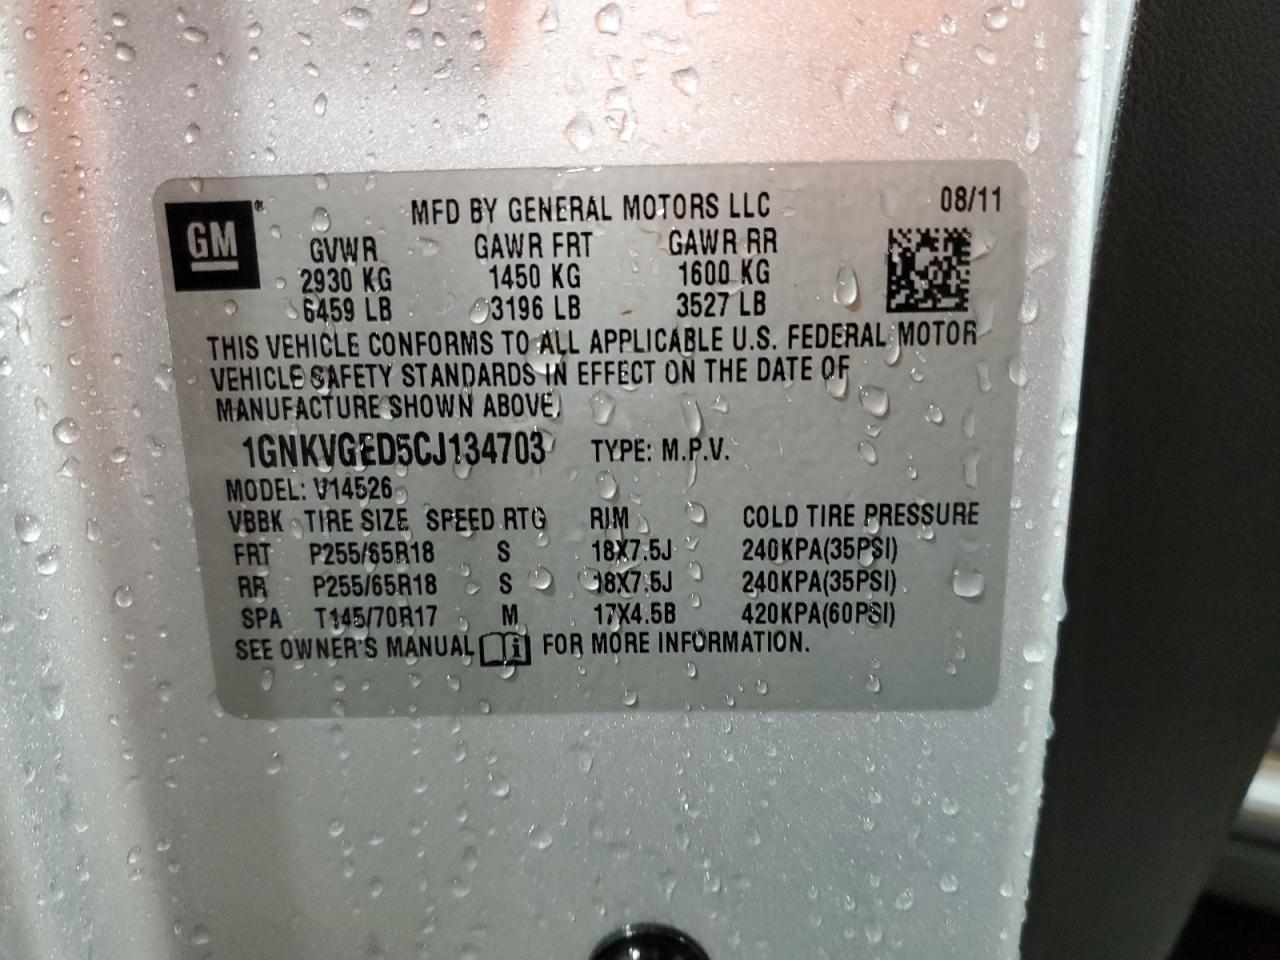 GM®
MFD BY GENERAL MOTORS LLC 08/11
GVWR GAWR FRT GAWR RR
2930 KG 1450 KG 1600 KG
6459 LB 3196 LB 3527 LB
THIS VEHICLE CONFORMS TO ALL APPLICABLE U.S. FEDERAL MOTOR
VEHICLE SAFETY STANDARDS IN EFFECT ON THE DATE OF
MANUFACTURE SHOWN ABOVE.
1GNKVGED5CJ134703 TYPE: M.P.V.
MODEL: V14526
VBBK TIRE SIZE SPEED RTG RIM COLD TIRE PRESSURE
FRT P255/65R18 S 18X7.5J 240KPA(35PSI)
RR P255/65R18 S 18X7.5J 240KPA(35PSI)
SPA T145/70R17 M 17X4.5B 420KPA(60PSI)
SEE OWNER'S MANUAL FOR MORE INFORMATION.